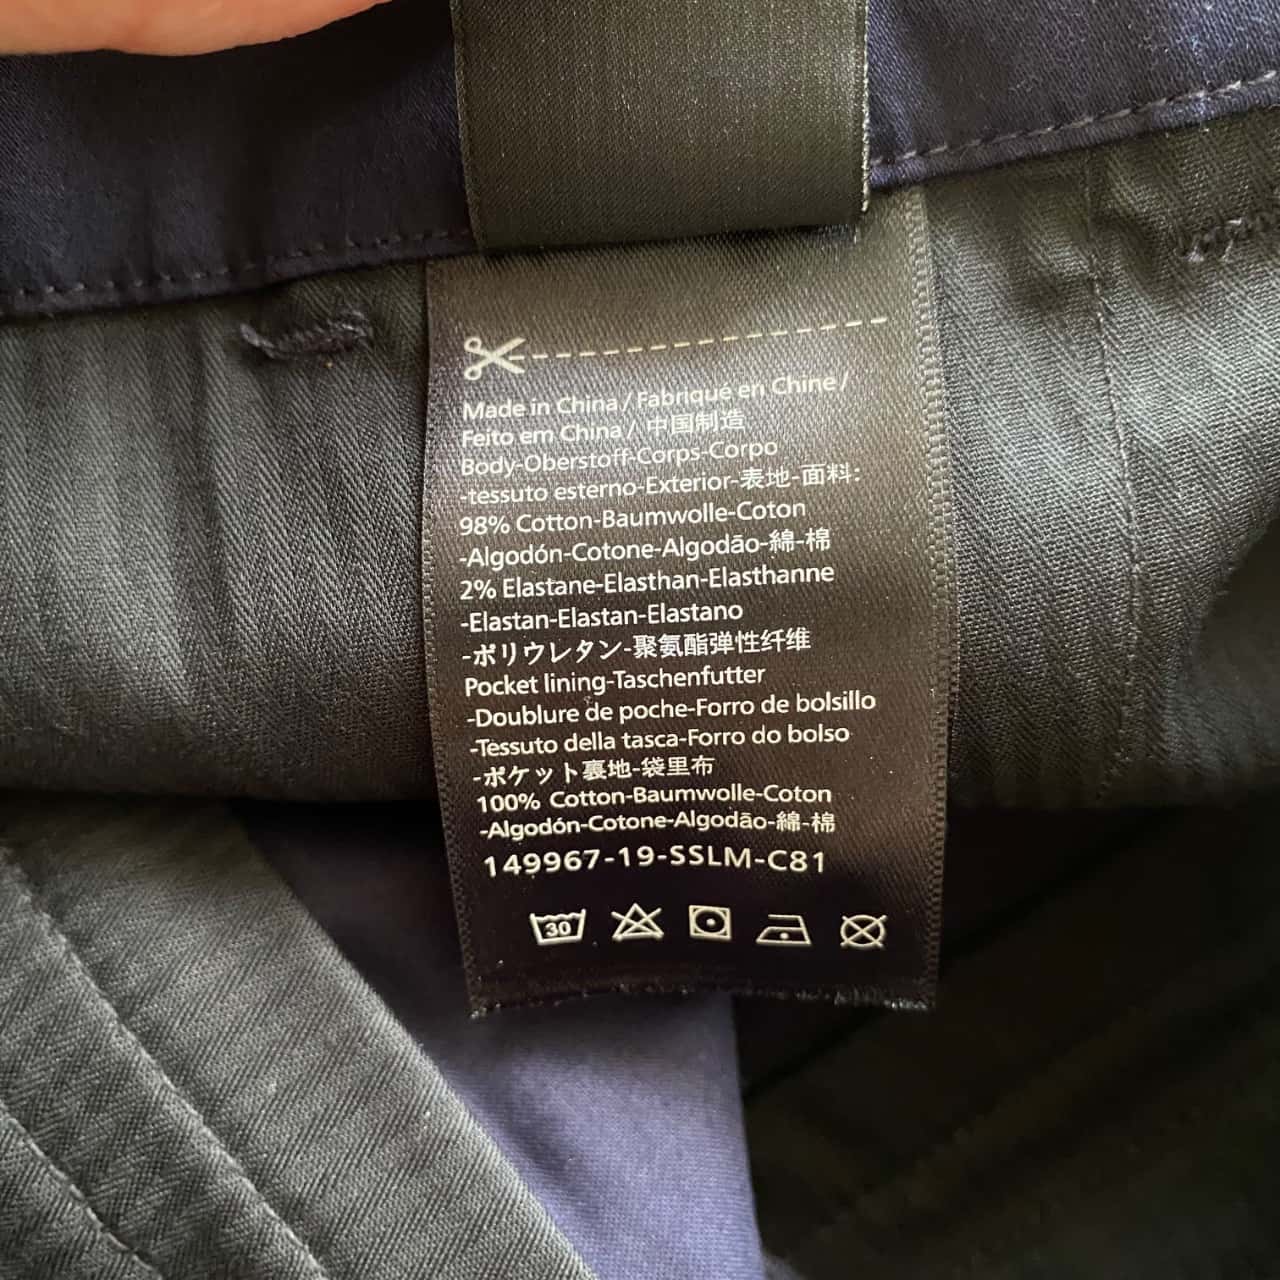 Made in China / Fabriqué en Chine /
Feito em China / 中国制造
Body-Oberstoff-Corps-Corpo
-tessuto esterno-Exterior-表地-面料:
98% Cotton-Baumwolle-Coton
-Algodón-Cotone-Algodão-綿-棉
2% Elastane-Elasthan-Elasthanne
-Elastan-Elastan-Elastano
-ポリウレタン-聚氨酯弹性纤维
Pocket lining-Taschenfutter
-Doublure de poche-Forro de bolsillo
-Tessuto della tasca-Forro do bolso
-ポケット裏地-袋里布
100% Cotton-Baumwolle-Coton
-Algodón-Cotone-Algodão-綿-棉
149967-19-SSLM-C81
30